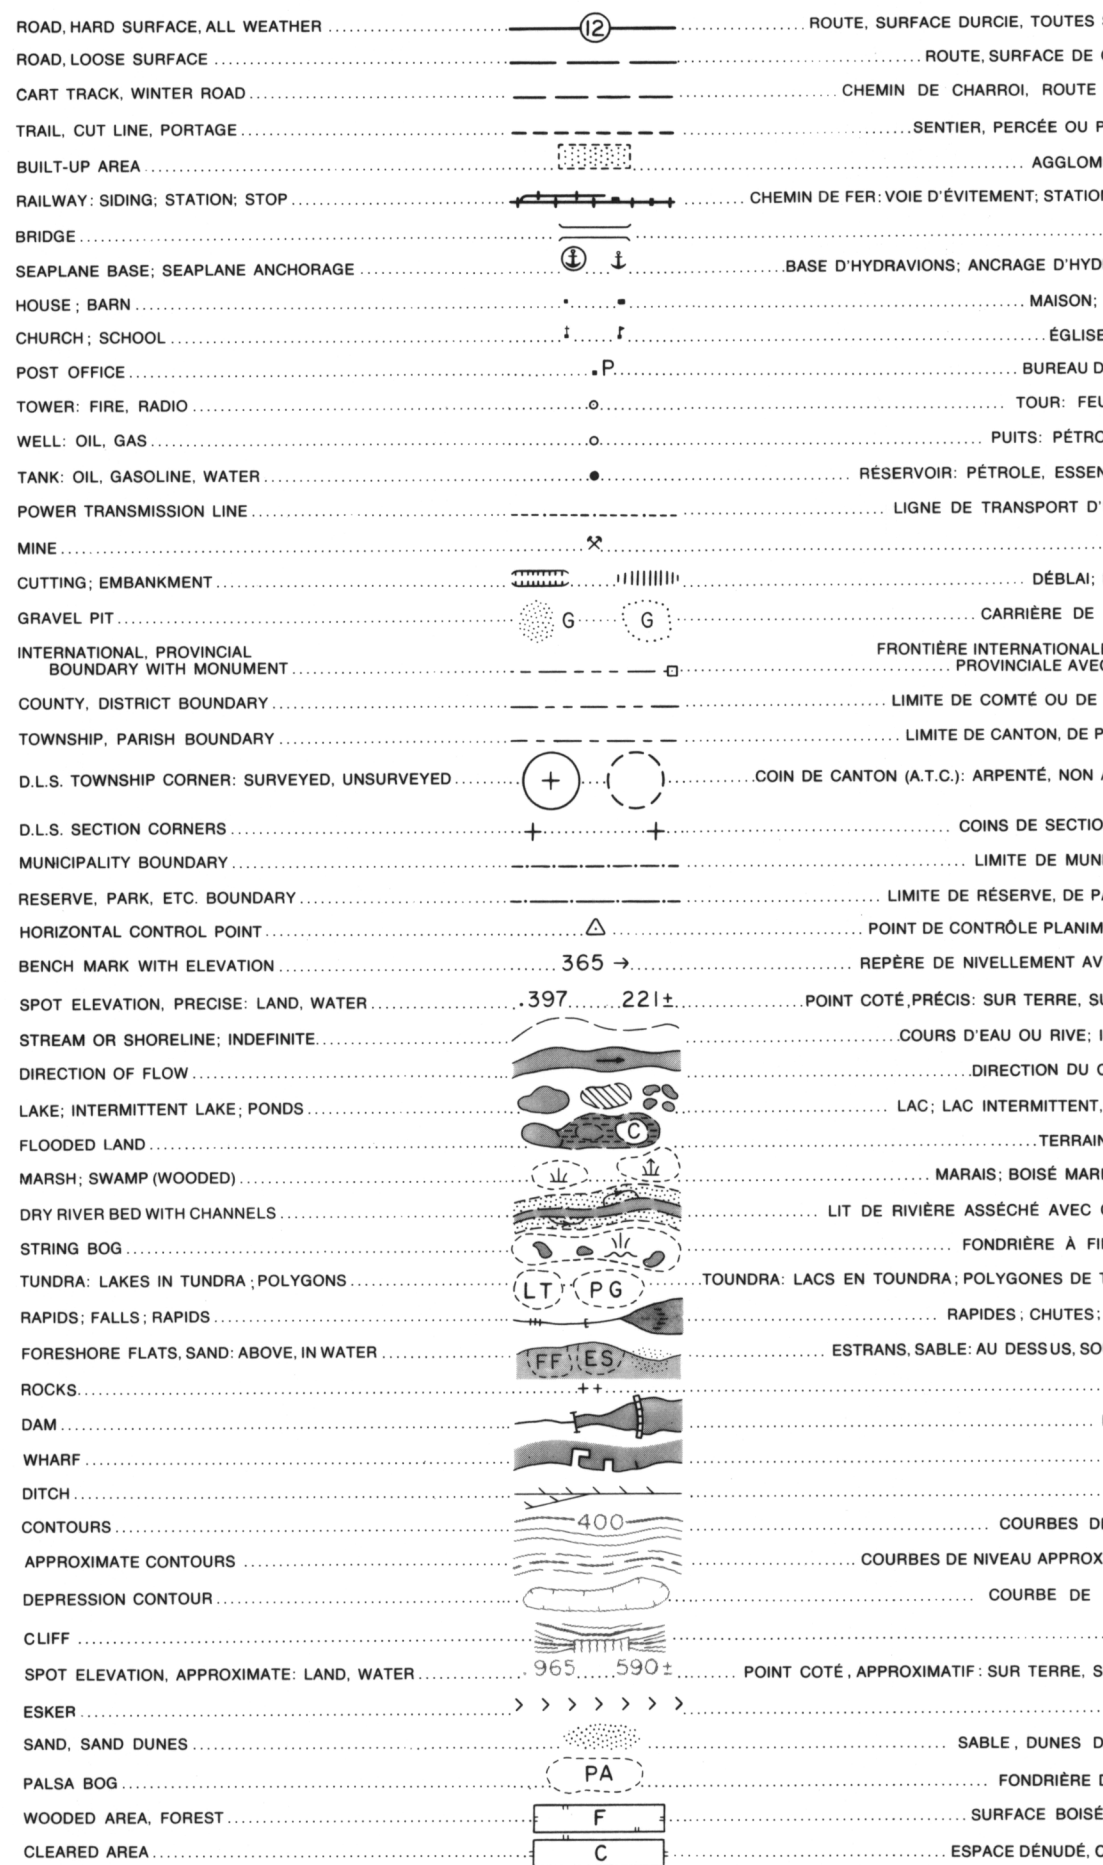 ROAD, HARD SURFACE, ALL WEATHER 12 ROUTE, SURFACE DURCIE, TOUTES
ROAD, LOOSE SURFACE ROUTE, SURFACE DE
CART TRACK, WINTER ROAD CHEMIN DE CHARROI, ROUTE
TRAIL, CUT LINE, PORTAGE SENTIER, PERCÉE OU P
BUILT-UP AREA AGGLOM
RAILWAY: SIDING; STATION; STOP CHEMIN DE FER: VOIE D'ÉVITEMENT; STATION
BRIDGE
SEAPLANE BASE; SEAPLANE ANCHORAGE BASE D'HYDRAVIONS; ANCRAGE D'HYD
HOUSE; BARN MAISON;
CHURCH; SCHOOL ÉGLISE
POST OFFICE P BUREAU D
TOWER: FIRE, RADIO TOUR: FEU
WELL: OIL, GAS PUITS: PÉTRO
TANK: OIL, GASOLINE, WATER RÉSERVOIR: PÉTROLE, ESSEN
POWER TRANSMISSION LINE LIGNE DE TRANSPORT D'
MINE
CUTTING; EMBANKMENT DÉBLAI;
GRAVEL PIT G G CARRIÈRE DE
INTERNATIONAL, PROVINCIAL FRONTIÈRE INTERNATIONALE
BOUNDARY WITH MONUMENT PROVINCIALE AVEC
COUNTY, DISTRICT BOUNDARY LIMITE DE COMTÉ OU DE
TOWNSHIP, PARISH BOUNDARY LIMITE DE CANTON, DE P
D.L.S. TOWNSHIP CORNER: SURVEYED, UNSURVEYED COIN DE CANTON (A.T.C.): ARPENTÉ, NON
D.L.S. SECTION CORNERS COINS DE SECTIO
MUNICIPALITY BOUNDARY LIMITE DE MUNI
RESERVE, PARK, ETC. BOUNDARY LIMITE DE RÉSERVE, DE PA
HORIZONTAL CONTROL POINT POINT DE CONTRÔLE PLANIM
BENCH MARK WITH ELEVATION 365 → REPÈRE DE NIVELLEMENT AV
SPOT ELEVATION, PRECISE: LAND, WATER .397 221± POINT COTÉ, PRÉCIS: SUR TERRE, SU
STREAM OR SHORELINE; INDEFINITE COURS D'EAU OU RIVE; I
DIRECTION OF FLOW DIRECTION DU C
LAKE; INTERMITTENT LAKE; PONDS LAC; LAC INTERMITTENT,
FLOODED LAND C TERRAIN
MARSH; SWAMP (WOODED) MARAIS; BOISÉ MARÉ
DRY RIVER BED WITH CHANNELS LIT DE RIVIÈRE ASSÉCHÉ AVEC C
STRING BOG FONDRIÈRE À FI
TUNDRA: LAKES IN TUNDRA; POLYGONS LT PG TOUNDRA: LACS EN TOUNDRA; POLYGONES DE T
RAPIDS; FALLS; RAPIDS RAPIDES; CHUTES;
FORESHORE FLATS, SAND: ABOVE, IN WATER FF ES ESTRANS, SABLE: AU DESSUS, SO
ROCKS
DAM
WHARF
DITCH
CONTOURS 400 COURBES DE
APPROXIMATE CONTOURS COURBES DE NIVEAU APPROX
DEPRESSION CONTOUR COURBE DE
CLIFF
SPOT ELEVATION, APPROXIMATE: LAND, WATER .965 590± POINT COTÉ, APPROXIMATIF: SUR TERRE, S
ESKER
SAND, SAND DUNES SABLE, DUNES D
PALSA BOG PA FONDRIÈRE D
WOODED AREA, FOREST F SURFACE BOISÉ
CLEARED AREA C ESPACE DÉNUDÉ, C